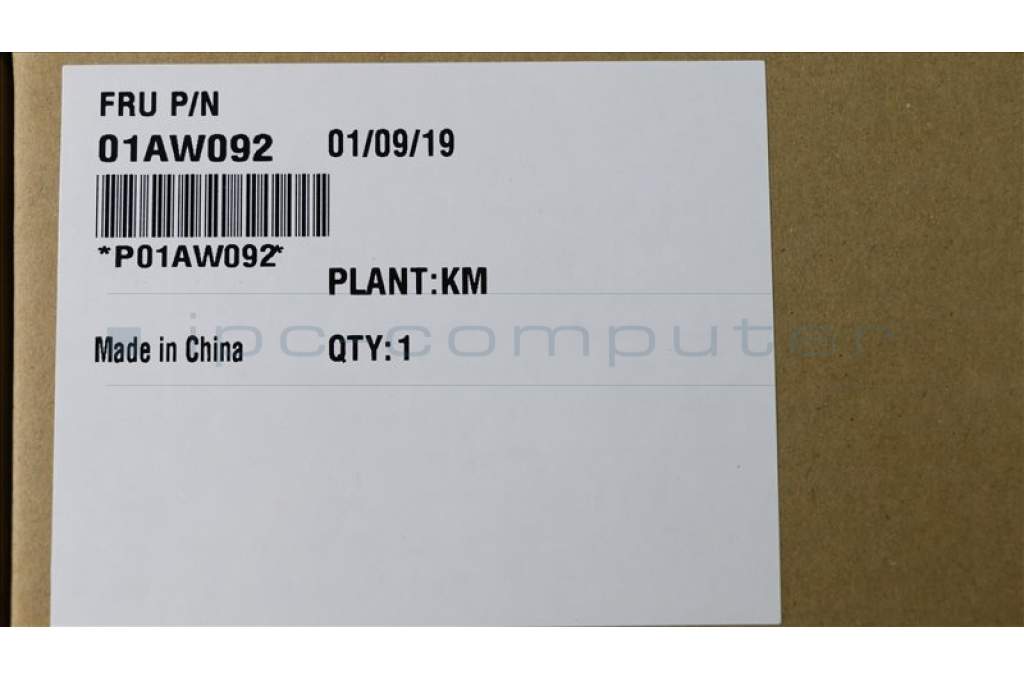 FRU P/N
01AW092 01/09/19
*P01AW092*
PLANT:KM
ipc-computer
Made in China QTY: 1